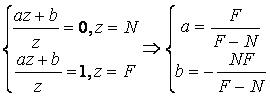 { (az + b)/z = 0, z = N
(az + b)/z = 1, z = F
⇒ { a = F/(F − N)
b = −NF/(F − N)